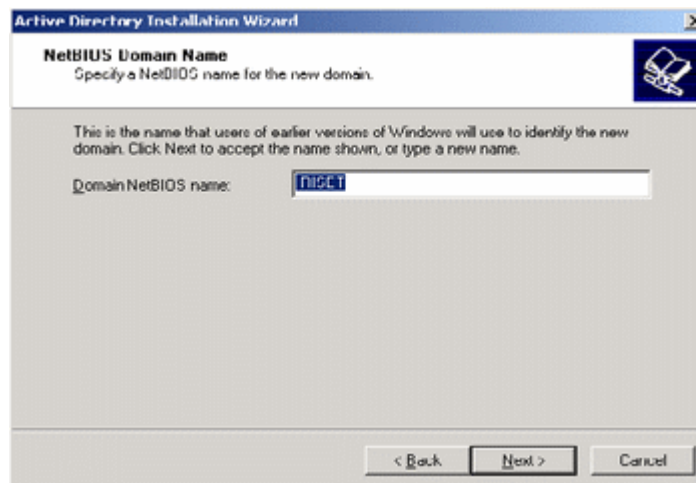 Active Directory Installation Wizard
NetBIOS Domain Name
Specify a NetBIOS name for the new domain.
This is the name that users of earlier versions of Windows will use to identify the new
domain. Click Next to accept the name shown, or type a new name.
Domain NetBIOS name:
< Back
Next >
Cancel